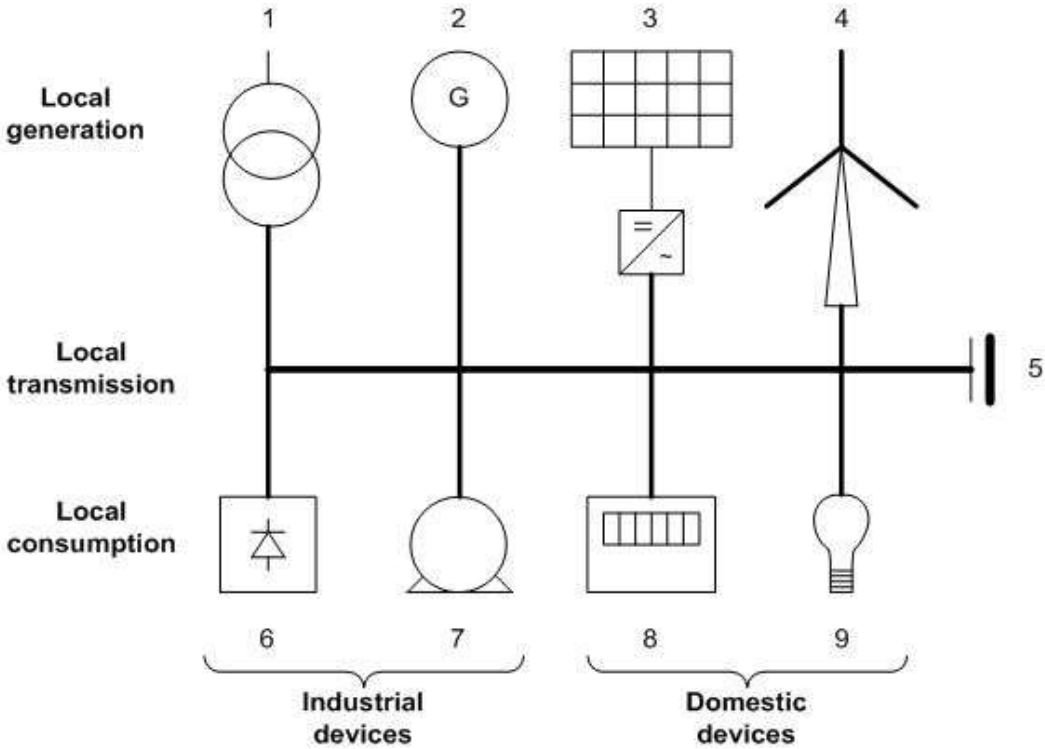 1 2 3 4
Local
generation
G
=
~
Local
transmission
5
Local
consumption
6 7 8 9
Industrial
devices
Domestic
devices